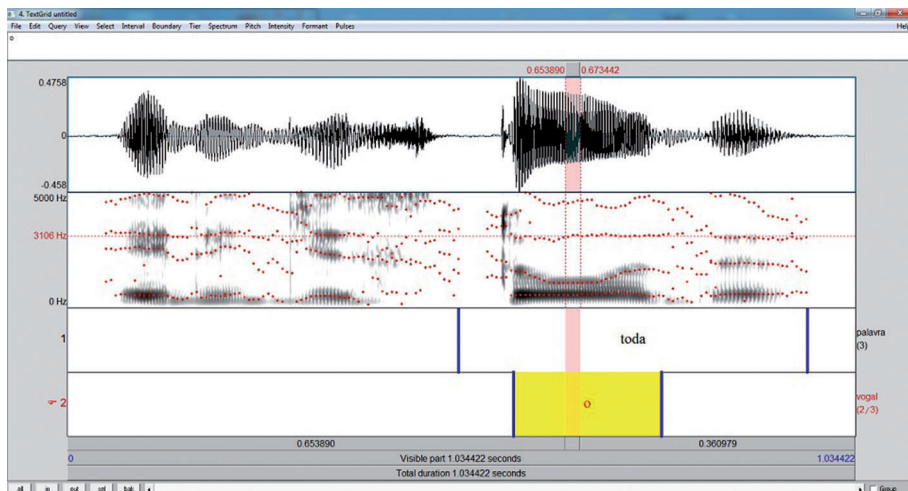 4. TextGrid untitled
File Edit Query View Select Interval Boundary Tier Spectrum Pitch Intensity Formant Pulses Help
o
0.653890 0.673442
0.4758
0
-0.458
5000 Hz
3106 Hz
0 Hz
1 toda palavra
(3)
2 o vogal
(2/3)
0.653890 0.360979
0 Visible part 1.034422 seconds 1.034422
Total duration 1.034422 seconds
all in out sel bak Group